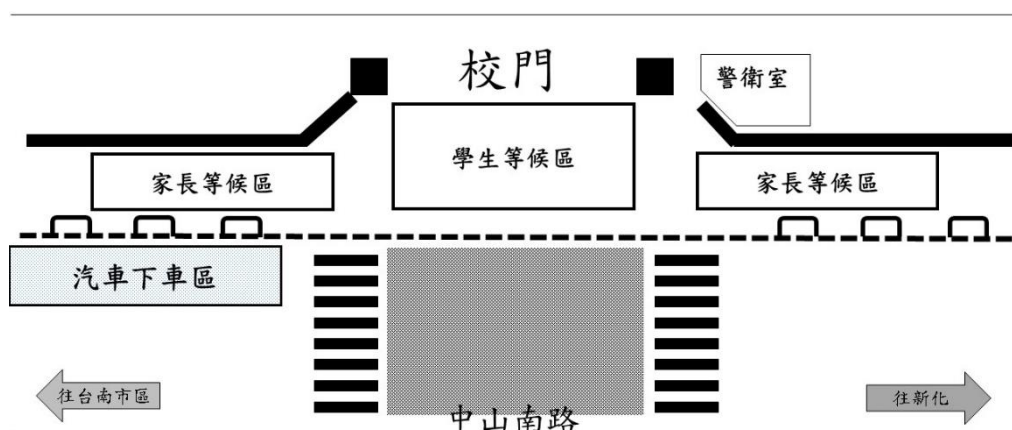 校門
警衛室
學生等候區
家長等候區
家長等候區
汽車下車區
往台南市區
往新化
中山南路